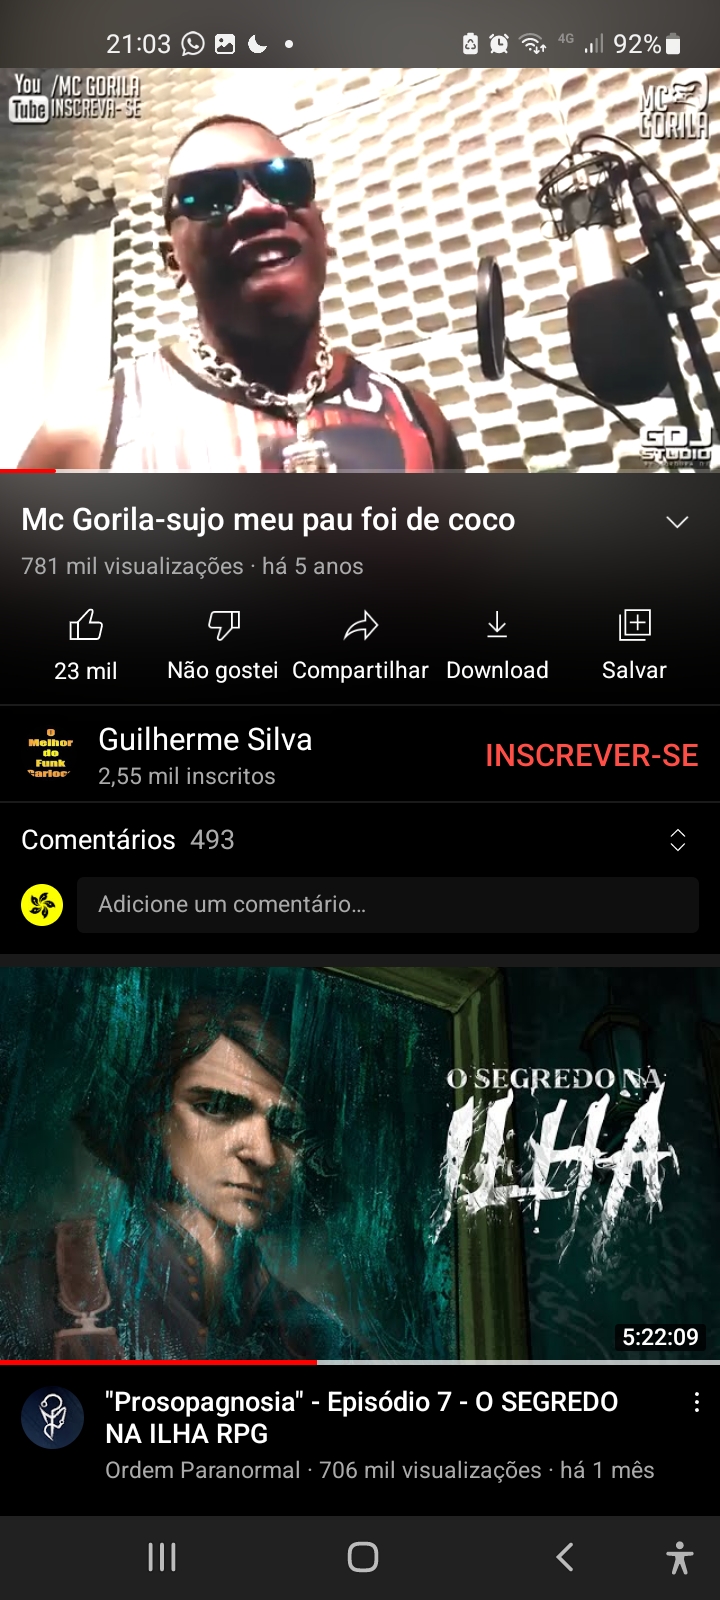 21:03
4G
92%
You /MC GORILA
Tube INSCREVA-SE
MC
GORILA
GDJ
STUDIO
Mc Gorila-sujo meu pau foi de coco
781 mil visualizações · há 5 anos
23 mil
Não gostei
Compartilhar
Download
Salvar
O
Melhor
do
Funk
Guilherme Silva
2,55 mil inscritos
INSCREVER-SE
Comentários 493
Adicione um comentário...
O SEGREDO NA
ILHA
5:22:09
"Prosopagnosia" - Episódio 7 - O SEGREDO
NA ILHA RPG
Ordem Paranormal · 706 mil visualizações · há 1 mês